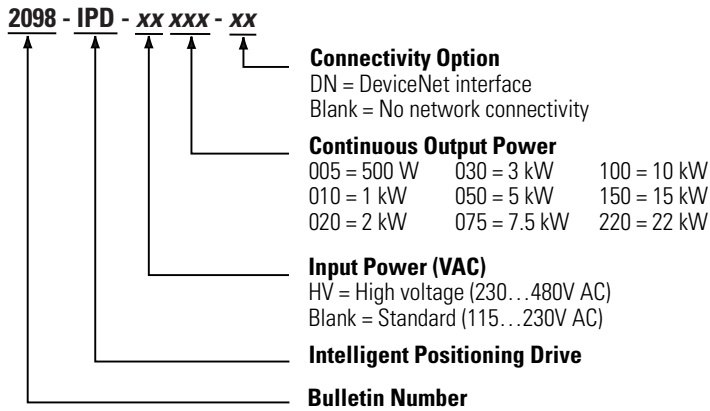 2098 - IPD - xx xxx - xx
Connectivity Option
DN = DeviceNet interface
Blank = No network connectivity
Continuous Output Power
005 = 500 W 030 = 3 kW 100 = 10 kW
010 = 1 kW 050 = 5 kW 150 = 15 kW
020 = 2 kW 075 = 7.5 kW 220 = 22 kW
Input Power (VAC)
HV = High voltage (230…480V AC)
Blank = Standard (115…230V AC)
Intelligent Positioning Drive
Bulletin Number